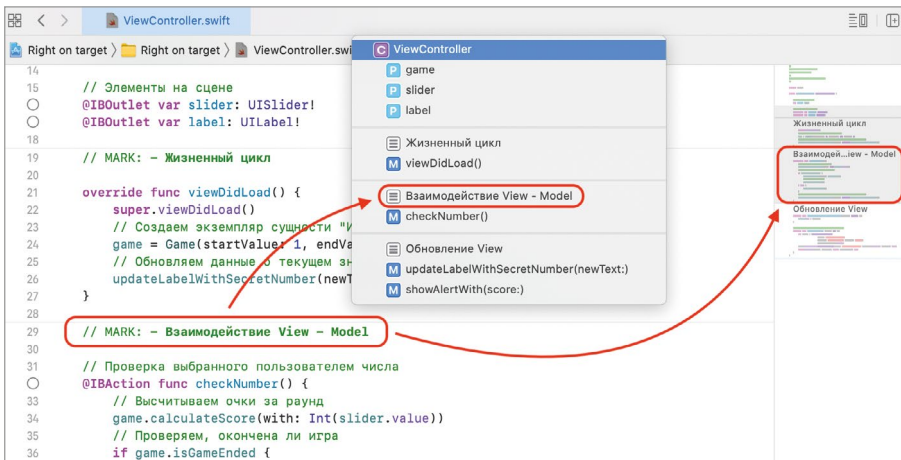 ViewController.swift
Right on target
Right on target
ViewController.swi
14
15 // Элементы на сцене
@IBOutlet var slider: UISlider!
@IBOutlet var label: UILabel!
18
19 // MARK: - Жизненный цикл
20
21 override func viewDidLoad() {
22 super.viewDidLoad()
23 // Создаем экземпляр сущности "И
24 game = Game(startValue: 1, endVa
25 // Обновляем данные о текущем зн
26 updateLabelWithSecretNumber(newT
27 }
28
29 // MARK: - Взаимодействие View - Model
30
31 // Проверка выбранного пользователем числа
@IBAction func checkNumber() {
33 // Высчитываем очки за раунд
34 game.calculateScore(with: Int(slider.value))
35 // Проверяем, окончена ли игра
36 if game.isGameEnded {
C ViewController
P game
P slider
P label
Жизненный цикл
M viewDidLoad()
Взаимодействие View - Model
M checkNumber()
Обновление View
M updateLabelWithSecretNumber(newText:)
M showAlertWith(score:)
Жизненный цикл
Взаимодей...iew - Model
Обновление View